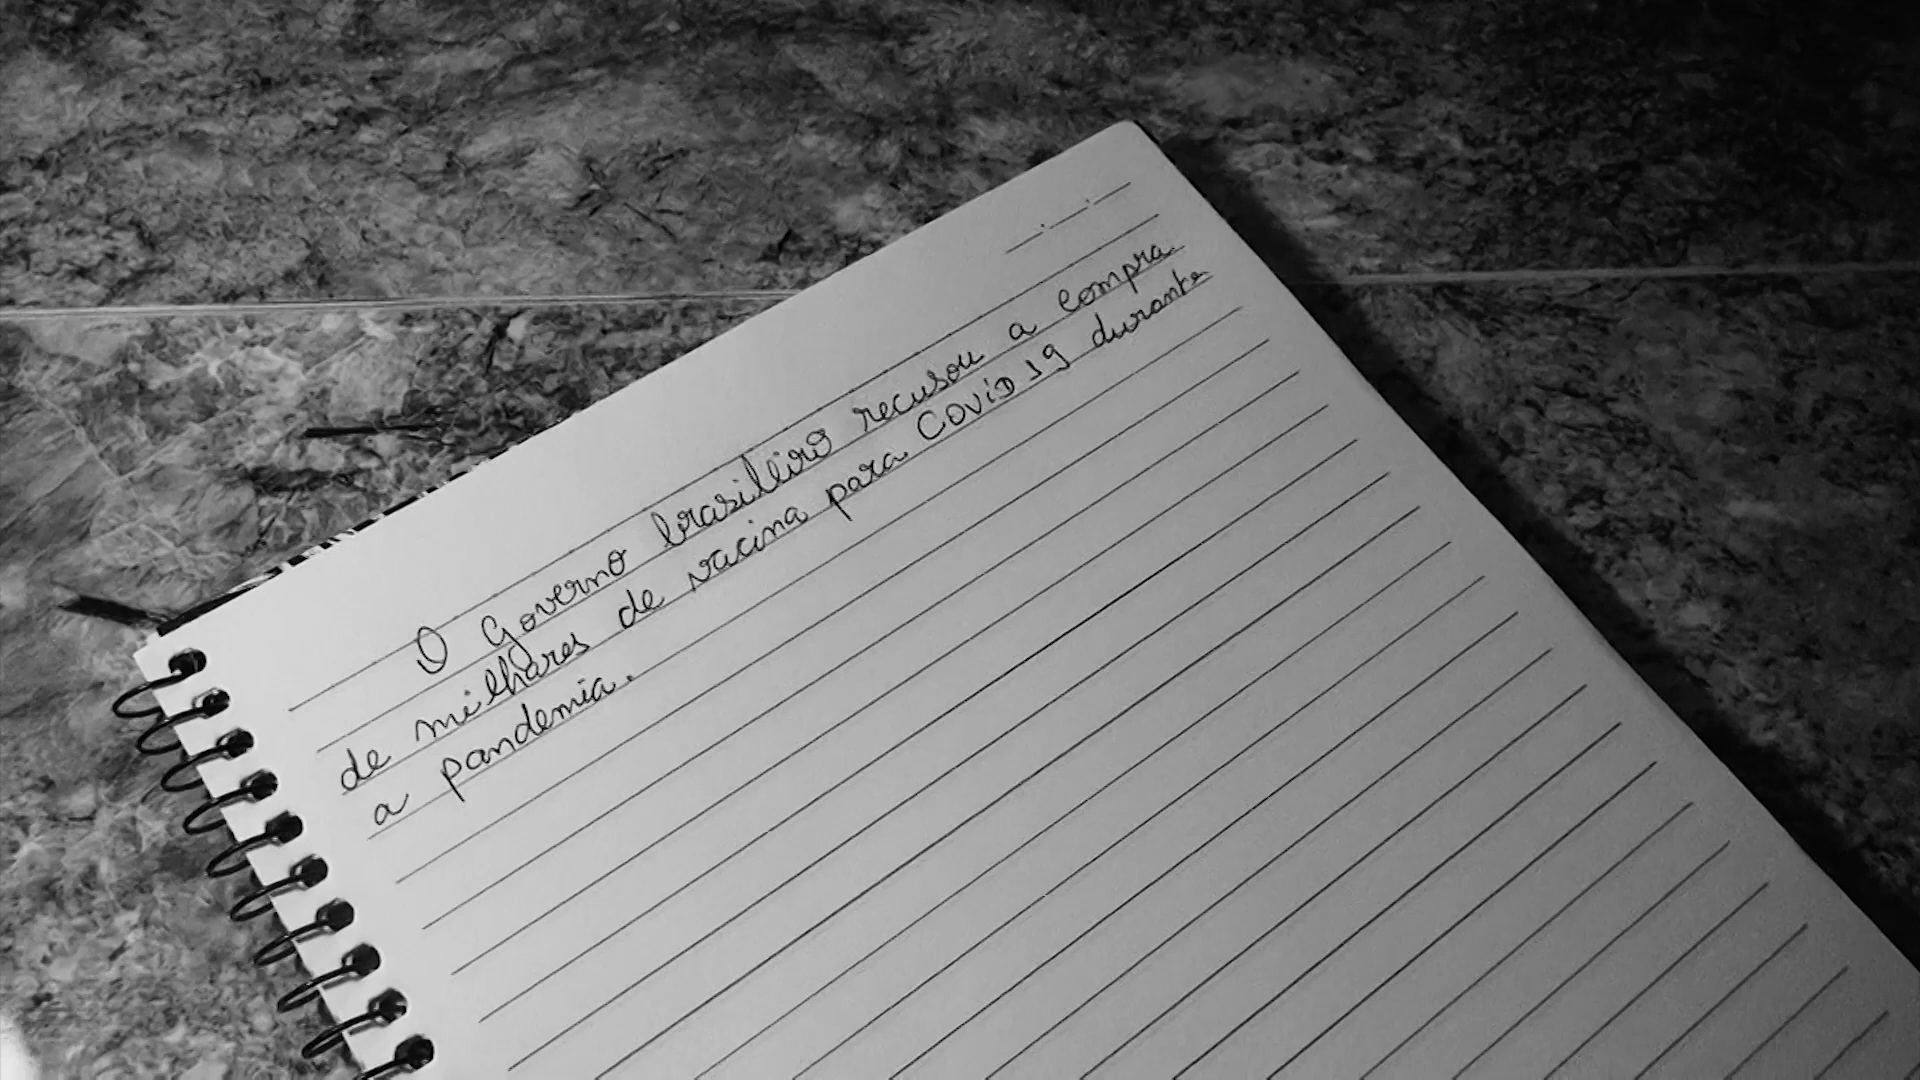 O Governo brasileiro recusou a compra
de milhares de vacina para COViD 19 durante
a pandemia.